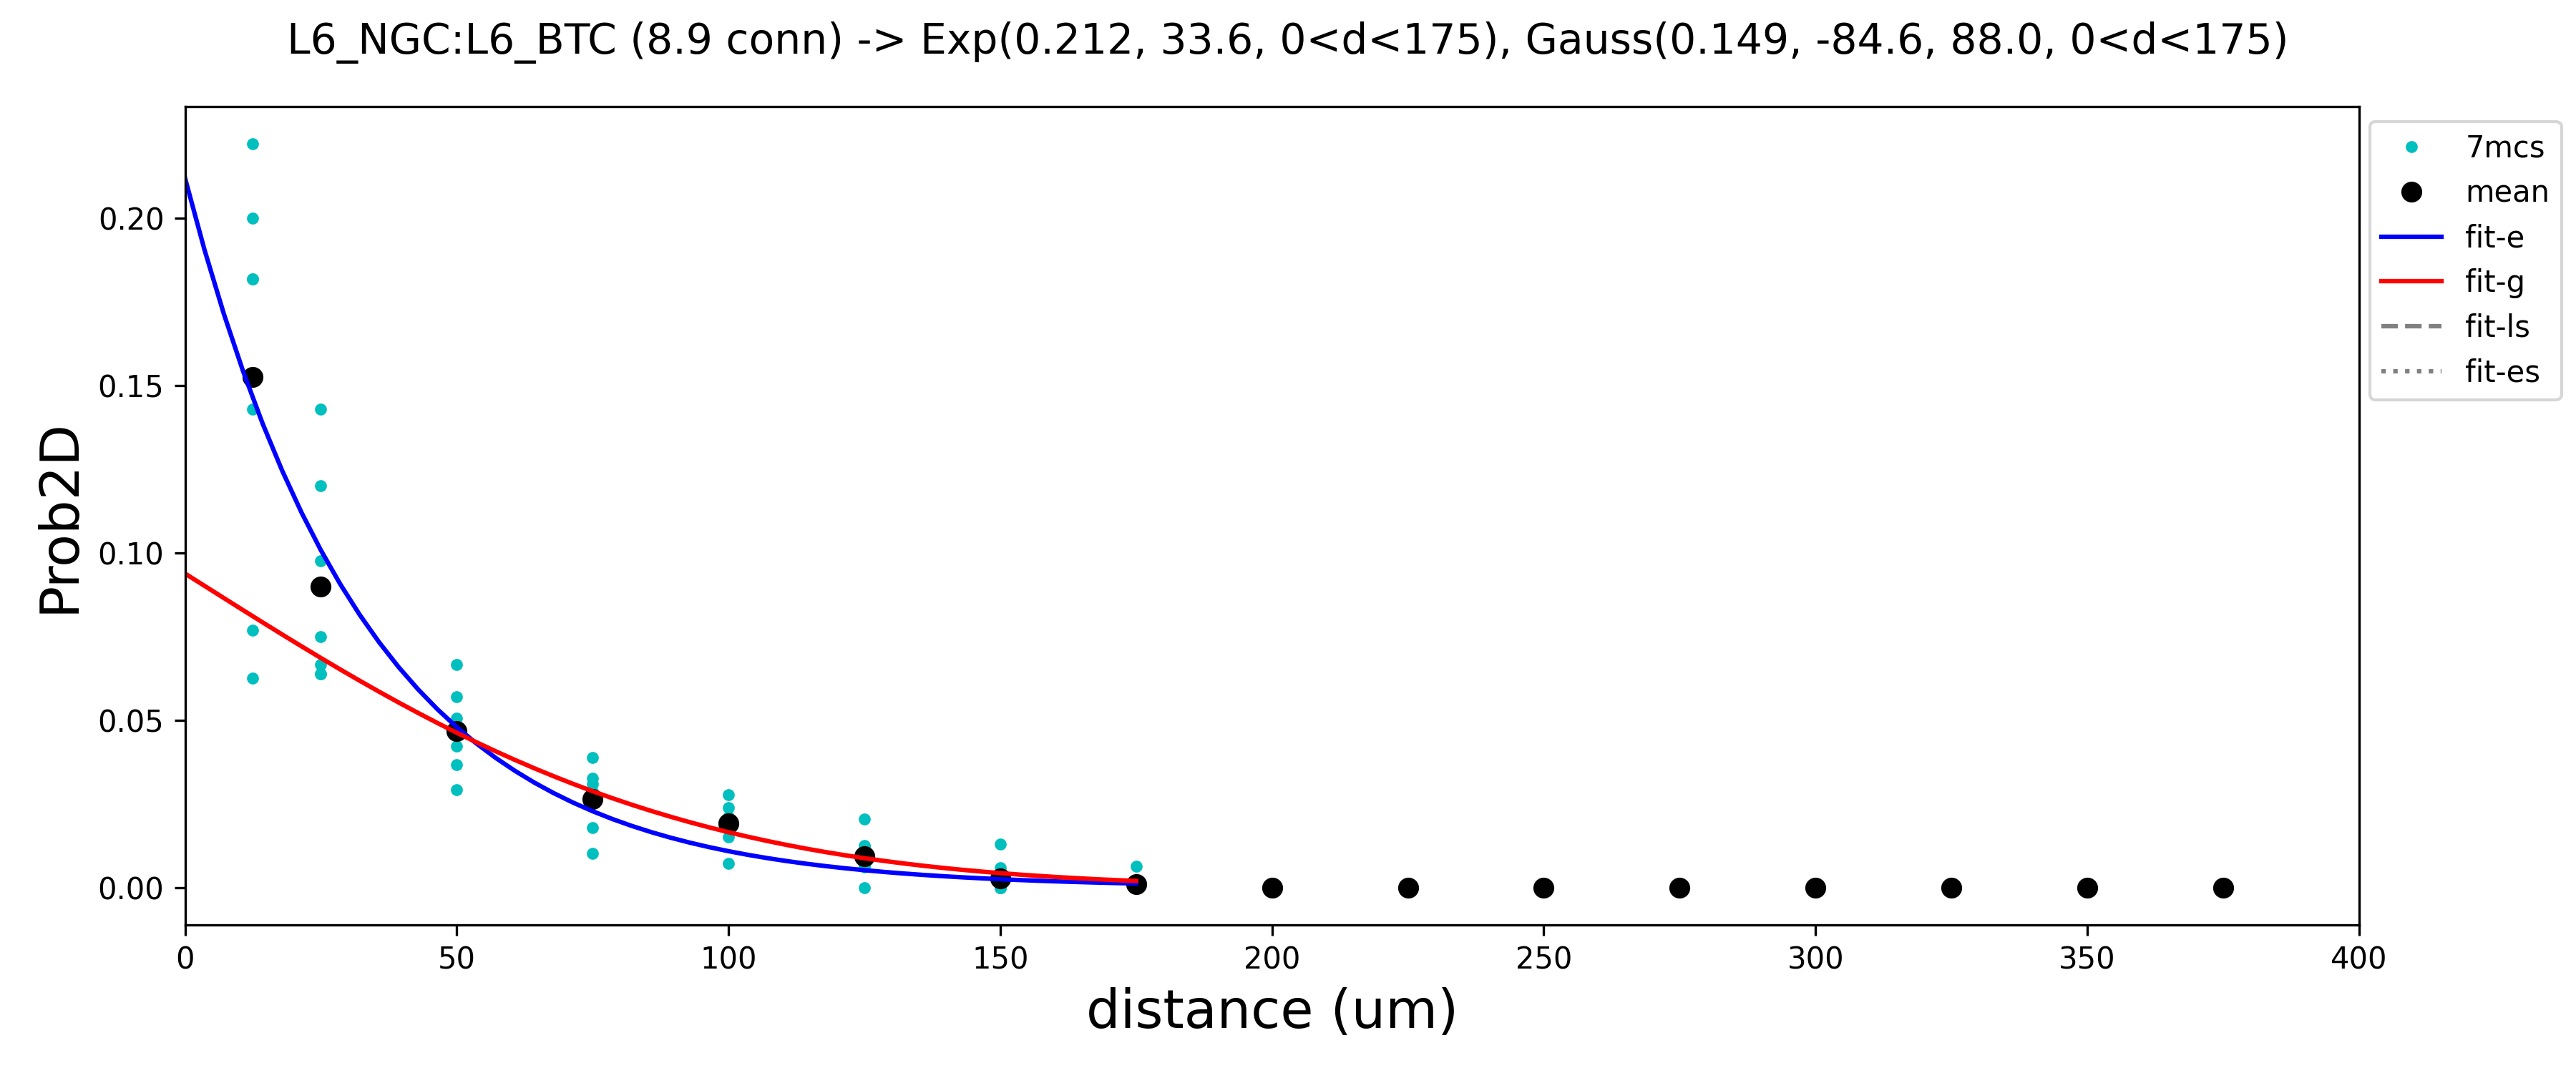 L6_NGC:L6_BTC (8.9 conn) -> Exp(0.212, 33.6, 0<d<175), Gauss(0.149, -84.6, 88.0, 0<d<175)
7mcs
mean
fit-e
fit-g
fit-ls
fit-es
Prob2D
0.20
0.15
0.10
0.05
0.00
0 50 100 150 200 250 300 350 400
distance (um)